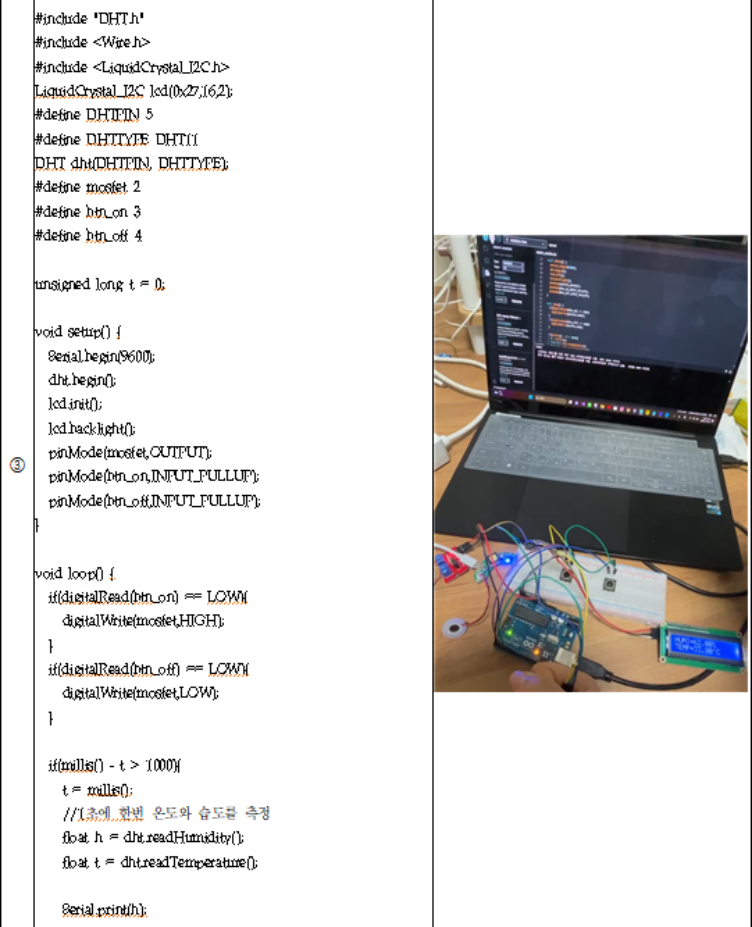 #include "DHT.h"
#include <Wire.h>
#include <LiquidCrystal_I2C.h>
LiquidCrystal_I2C lcd(0x27,16,2);
#define DHTPIN 5
#define DHTTYPE DHT11
DHT dht(DHTPIN, DHTTYPE);
#define mosfet 2
#define btn_on 3
#define btn_off 4
unsigned long t = 0;
void setup() {
Serial.begin(9600);
dht.begin();
lcd.init();
lcd.backlight();
pinMode(mosfet,OUTPUT);
③
pinMode(btn_on,INPUT_PULLUP);
pinMode(btn_off,INPUT_PULLUP);
}
void loop() {
if(digitalRead(btn_on) == LOW){
digitalWrite(mosfet,HIGH);
}
if(digitalRead(btn_off) == LOW){
digitalWrite(mosfet,LOW);
}
if(millis() - t > 1000){
t = millis();
//1초에 한번 온도와 습도를 측정
float h = dht.readHumidity();
float t = dht.readTemperature();
Serial.print(h);